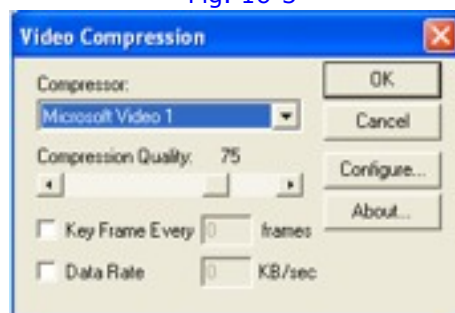 Fig. 10-5
Video Compression
Compressor:
Microsoft Video 1
Compression Quality: 75
Key Frame Every 0 frames
Data Rate 0 KB/sec
OK
Cancel
Configure...
About...